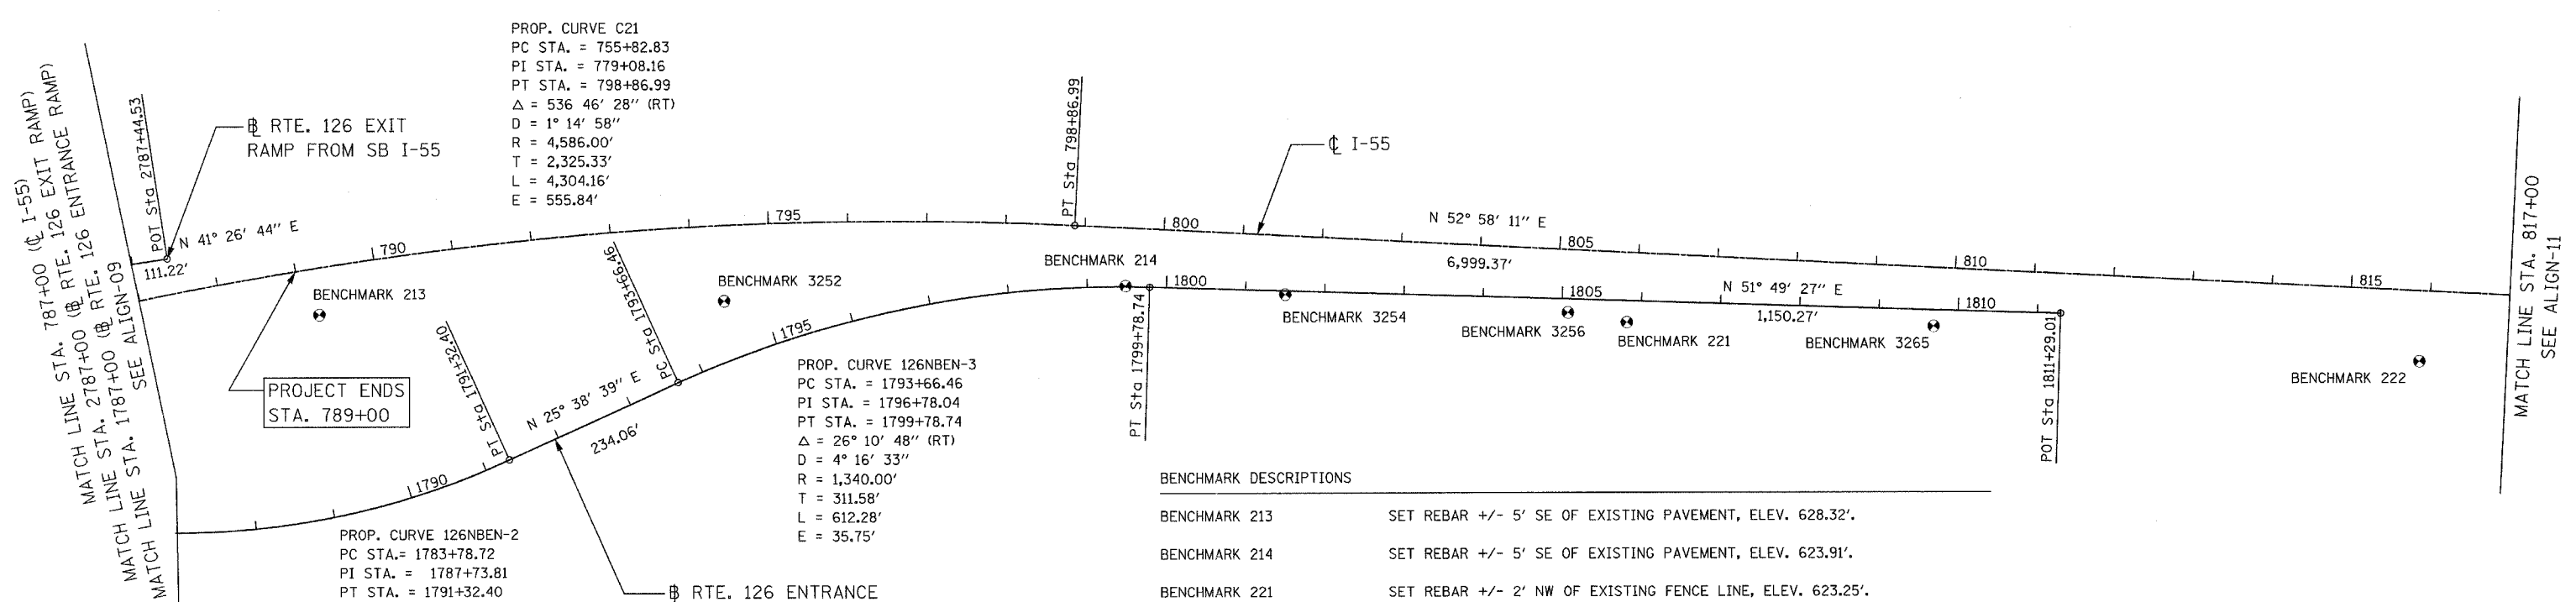 MATCH LINE STA. 787+00 (℄ I-55)
MATCH LINE STA. 2787+00 (BL RTE. 126 EXIT RAMP)
MATCH LINE STA. 1787+00 (BL RTE. 126 ENTRANCE RAMP)
SEE ALIGN-09
POT Sta 2787+44.53
BL RTE. 126 EXIT
RAMP FROM SB I-55
N 41° 26' 44" E
111.22'
PROP. CURVE C21
PC STA. = 755+82.83
PI STA. = 779+08.16
PT STA. = 798+86.99
Δ = 536 46' 28" (RT)
D = 1° 14' 58"
R = 4,586.00'
T = 2,325.33'
L = 4,304.16'
E = 555.84'
790
795
PT Sta 798+86.99
800
℄ I-55
N 52° 58' 11" E
6,999.37'
805
810
815
MATCH LINE STA. 817+00
SEE ALIGN-11
PROJECT ENDS
STA. 789+00
BENCHMARK 213
PT Sta 1791+32.40
PC Sta 1793+66.46
BENCHMARK 3252
BENCHMARK 214
1790
N 25° 38' 39" E
234.06'
1795
PT Sta 1799+78.74
1800
BENCHMARK 3254
1805
BENCHMARK 3256
BENCHMARK 221
N 51° 49' 27" E
1,150.27'
1810
BENCHMARK 3265
POT Sta 1811+29.01
BENCHMARK 222
PROP. CURVE 126NBEN-3
PC STA. = 1793+66.46
PI STA. = 1796+78.04
PT STA. = 1799+78.74
Δ = 26° 10' 48" (RT)
D = 4° 16' 33"
R = 1,340.00'
T = 311.58'
L = 612.28'
E = 35.75'
PROP. CURVE 126NBEN-2
PC STA.= 1783+78.72
PI STA. = 1787+73.81
PT STA. = 1791+32.40
BL RTE. 126 ENTRANCE
BENCHMARK DESCRIPTIONS
BENCHMARK 213 SET REBAR +/- 5' SE OF EXISTING PAVEMENT, ELEV. 628.32'.
BENCHMARK 214 SET REBAR +/- 5' SE OF EXISTING PAVEMENT, ELEV. 623.91'.
BENCHMARK 221 SET REBAR +/- 2' NW OF EXISTING FENCE LINE, ELEV. 623.25'.